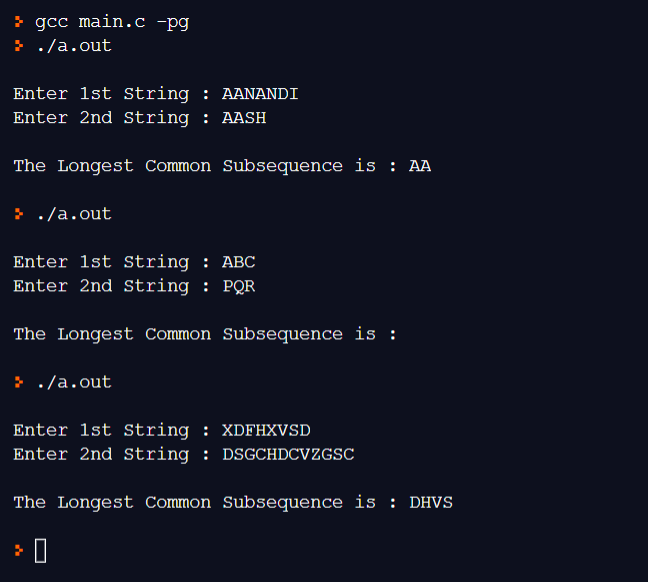 gcc main.c -pg
./a.out
Enter 1st String : AANANDI
Enter 2nd String : AASH
The Longest Common Subsequence is : AA
./a.out
Enter 1st String : ABC
Enter 2nd String : PQR
The Longest Common Subsequence is :
./a.out
Enter 1st String : XDFHXVSD
Enter 2nd String : DSGCHDCVZGSC
The Longest Common Subsequence is : DHVS